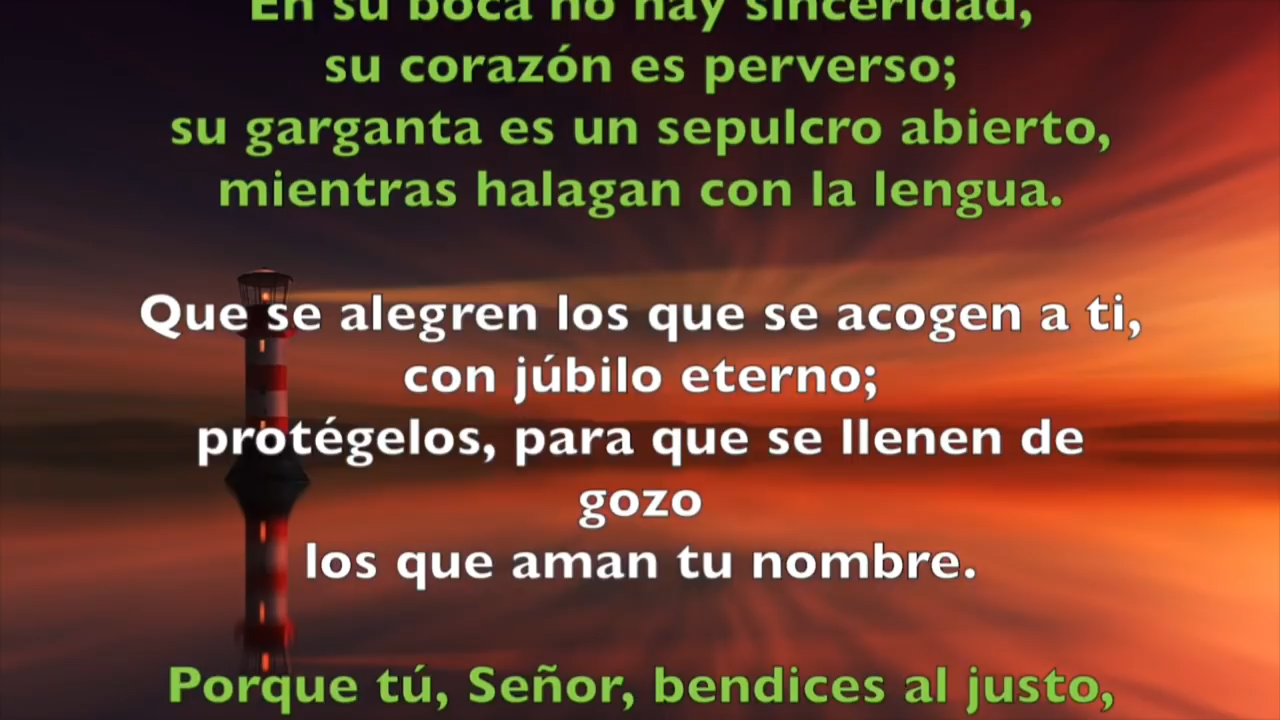 En su boca no hay sinceridad,
su corazón es perverso;
su garganta es un sepulcro abierto,
mientras halagan con la lengua.
Que se alegren los que se acogen a ti,
con júbilo eterno;
protégelos, para que se llenen de
gozo
los que aman tu nombre.
Porque tú, Señor, bendices al justo,